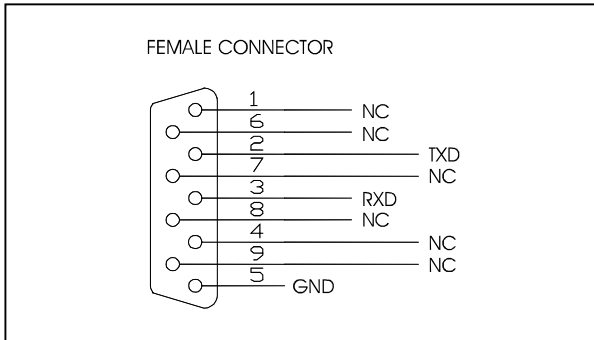 FEMALE CONNECTOR
1 NC
6 NC
2 TXD
7 NC
3 RXD
8 NC
4 NC
9 NC
5 GND